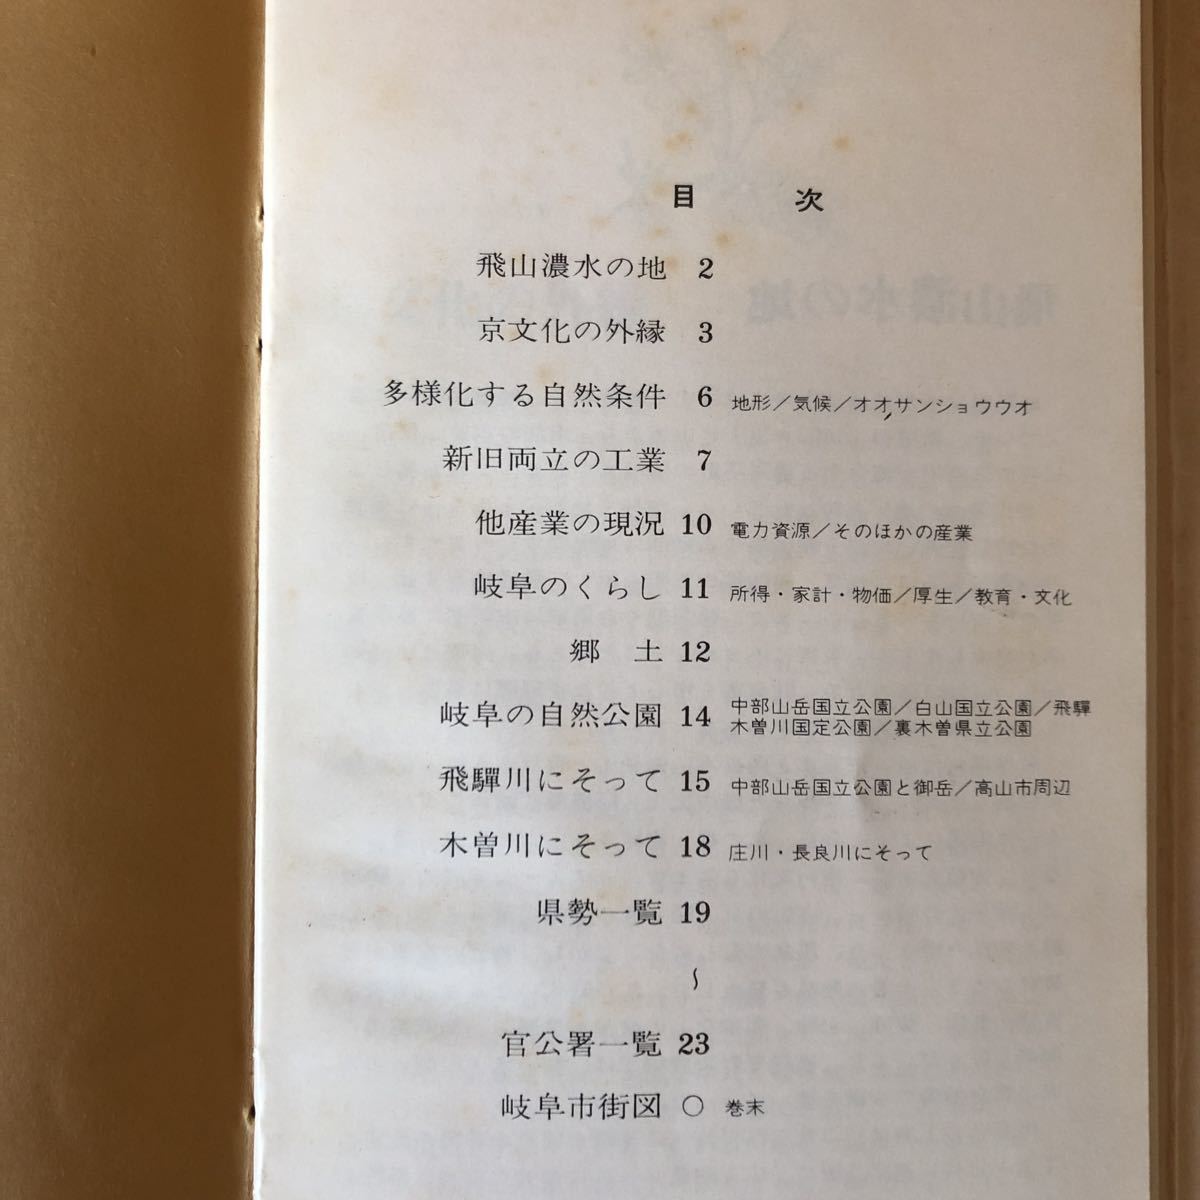 目 次
飛山濃水の地 2
京文化の外縁 3
多様化する自然条件 6 地形／気候／オオサンショウウオ
新旧両立の工業 7
他産業の現況 10 電力資源／そのほかの産業
岐阜のくらし 11 所得・家計・物価／厚生／教育・文化
郷 土 12
岐阜の自然公園 14 中部山岳国立公園／白山国立公園／飛驒
木曽川国定公園／裏木曽県立公園
飛驒川にそって 15 中部山岳国立公園と御岳／高山市周辺
木曽川にそって 18 庄川・長良川にそって
県勢一覧 19
〜
官公署一覧 23
岐阜市街図 ○ 巻末